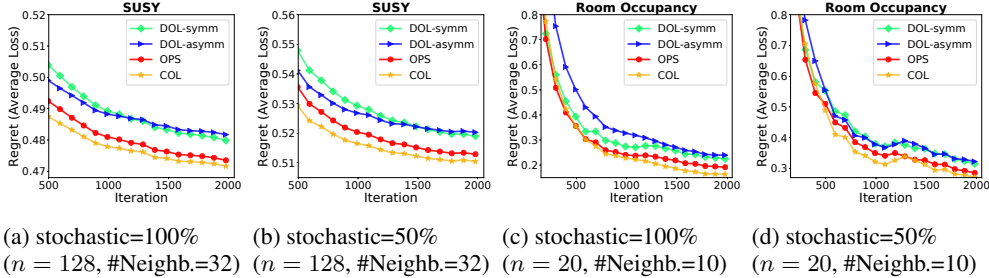 SUSY
0.52
0.51
0.50
0.49
0.48
0.47
Regret (Average Loss)
DOL-symm
DOL-asymm
OPS
COL
500
1000
1500
2000
Iteration
(a) stochastic=100%
(n = 128, #Neighb.=32)
SUSY
0.56
0.55
0.54
0.53
0.52
0.51
Regret (Average Loss)
DOL-symm
DOL-asymm
OPS
COL
500
1000
1500
2000
Iteration
(b) stochastic=50%
(n = 128, #Neighb.=32)
Room Occupancy
0.8
0.7
0.6
0.5
0.4
0.3
0.2
Regret (Average Loss)
DOL-symm
DOL-asymm
OPS
COL
500
1000
1500
2000
Iteration
(c) stochastic=100%
(n = 20, #Neighb.=10)
Room Occupancy
0.8
0.7
0.6
0.5
0.4
0.3
Regret (Average Loss)
DOL-symm
DOL-asymm
OPS
COL
500
1000
1500
2000
Iteration
(d) stochastic=50%
(n = 20, #Neighb.=10)